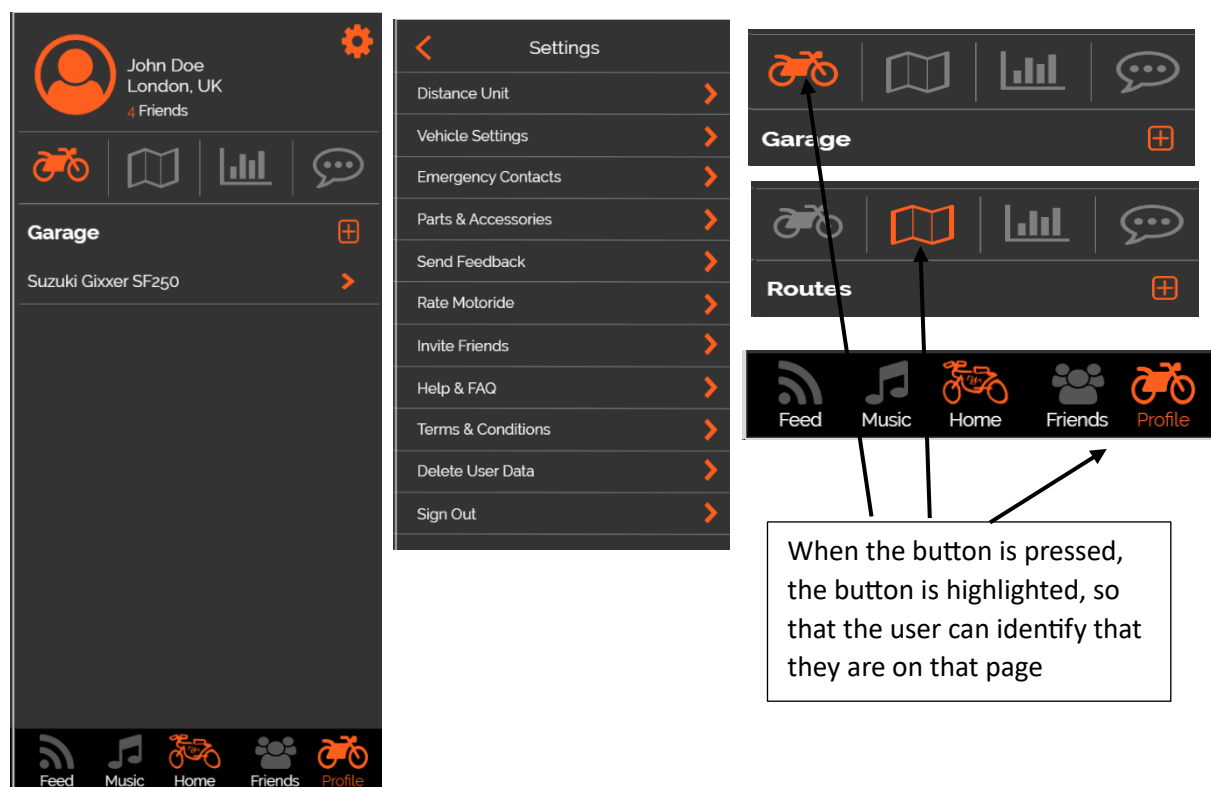 John Doe
London, UK
4 Friends
Garage
Suzuki Gixxer SF250
Feed Music Home Friends Profile
Settings
Distance Unit
Vehicle Settings
Emergency Contacts
Parts & Accessories
Send Feedback
Rate Motoride
Invite Friends
Help & FAQ
Terms & Conditions
Delete User Data
Sign Out
Garage
Routes
Feed Music Home Friends Profile
When the button is pressed,
the button is highlighted, so
that the user can identify that
they are on that page